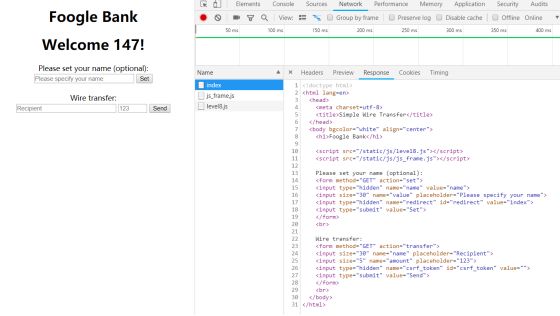 Foogle Bank
Welcome 147!
Please set your name (optional):
Please specify your name Set
Wire transfer:
Recipient 123 Send
Elements Console Sources Network Performance Memory Application Security Audits
View: Group by frame Preserve log Disable cache Offline Online
50 ms 100 ms 150 ms 200 ms 250 ms 300 ms 350 ms 400 ms
Name
index
js_frame.js
level8.js
× Headers Preview Response Cookies Timing
1 <!doctype html>
2 <html lang=en>
3 <head>
4 <meta charset=utf-8>
5 <title>Simple Wire Transfer</title>
6 </head>
7 <body bgcolor="white" align="center">
8 <h1>Foogle Bank</h1>
9
10 <script src="/static/js/level8.js"></script>
11 <script src="/static/js/js_frame.js"></script>
12
13 Please set your name (optional):
14 <form method="GET" action="set">
15 <input type="hidden" name="name" value="name">
16 <input size="30" name="value" placeholder="Please specify your name">
17 <input type="hidden" name="redirect" id="redirect" value="index">
18 <input type="submit" value="Set">
19 </form>
20 <br>
21
22 Wire transfer:
23 <form method="GET" action="transfer">
24 <input size="30" name="name" placeholder="Recipient">
25 <input size="5" name="amount" placeholder="123">
26 <input type="hidden" name="csrf_token" id="csrf_token" value="">
27 <input type="submit" value="Send">
28 </form>
29 <br>
30 </body>
31 </html>